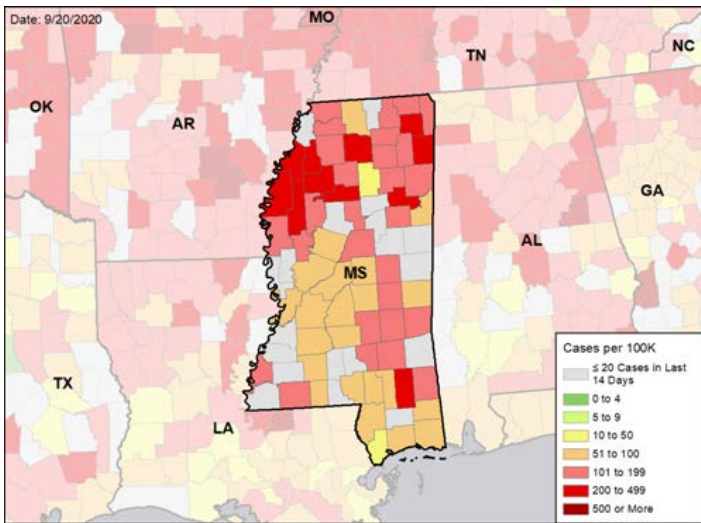 Date: 9/20/2020
MO
NC
TN
OK
AR
GA
AL
MS
TX
LA
Cases per 100K
≤ 20 Cases in Last
14 Days
0 to 4
5 to 9
10 to 50
51 to 100
101 to 199
200 to 499
500 or More